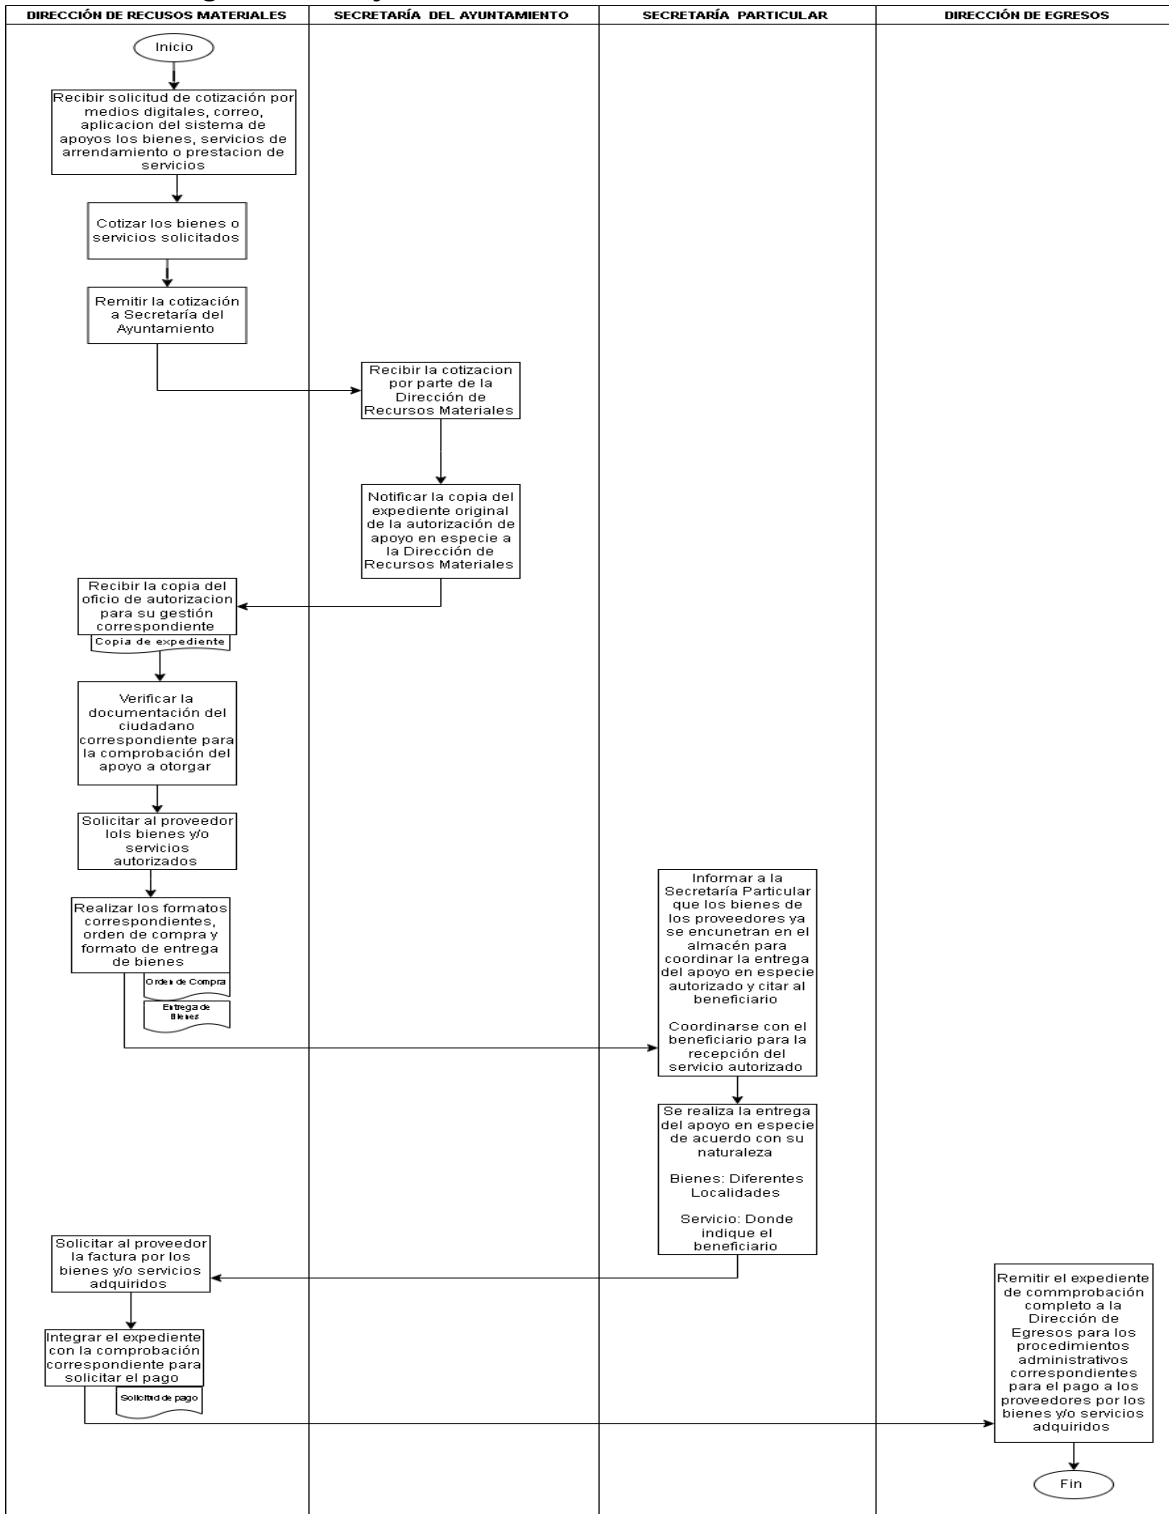 DIRECCIÓN DE RECUSOS MATERIALES
SECRETARÍA DEL AYUNTAMIENTO
SECRETARÍA PARTICULAR
DIRECCIÓN DE EGRESOS
Inicio
Recibir solicitud de cotización por
medios digitales, correo,
aplicacion del sistema de
apoyos los bienes, servicios de
arrendamiento o prestacion de
servicios
Cotizar los bienes o
servicios solicitados
Remitir la cotización
a Secretaría del
Ayuntamiento
Recibir la cotizacion
por parte de la
Dirección de
Recursos Materiales
Notificar la copia del
expediente original
de la autorización de
apoyo en especie a
la Dirección de
Recursos Materiales
Recibir la copia del
oficio de autorizacion
para su gestión
correspondiente
Copia de expediente
Verificar la
documentación del
ciudadano
correspondiente para
la comprobación del
apoyo a otorgar
Solicitar al proveedor
lols bienes y/o
servicios
autorizados
Realizar los formatos
correspondientes,
orden de compra y
formato de entrega
de bienes
Orden de Compra
Entrega de
Bienes
Informar a la
Secretaría Particular
que los bienes de
los proveedores ya
se encunetran en el
almacén para
coordinar la entrega
del apoyo en especie
autorizado y citar al
beneficiario
Coordinarse con el
beneficiario para la
recepción del
servicio autorizado
Se realiza la entrega
del apoyo en especie
de acuerdo con su
naturaleza
Bienes: Diferentes
Localidades
Servicio: Donde
indique el
beneficiario
Solicitar al proveedor
la factura por los
bienes y/o servicios
adquiridos
Integrar el expediente
con la comprobación
correspondiente para
solicitar el pago
Solicitud de pago
Remitir el expediente
de commprobación
completo a la
Dirección de
Egresos para los
procedimientos
administrativos
correspondientes
para el pago a los
proveedores por los
bienes y/o servicios
adquiridos
Fin